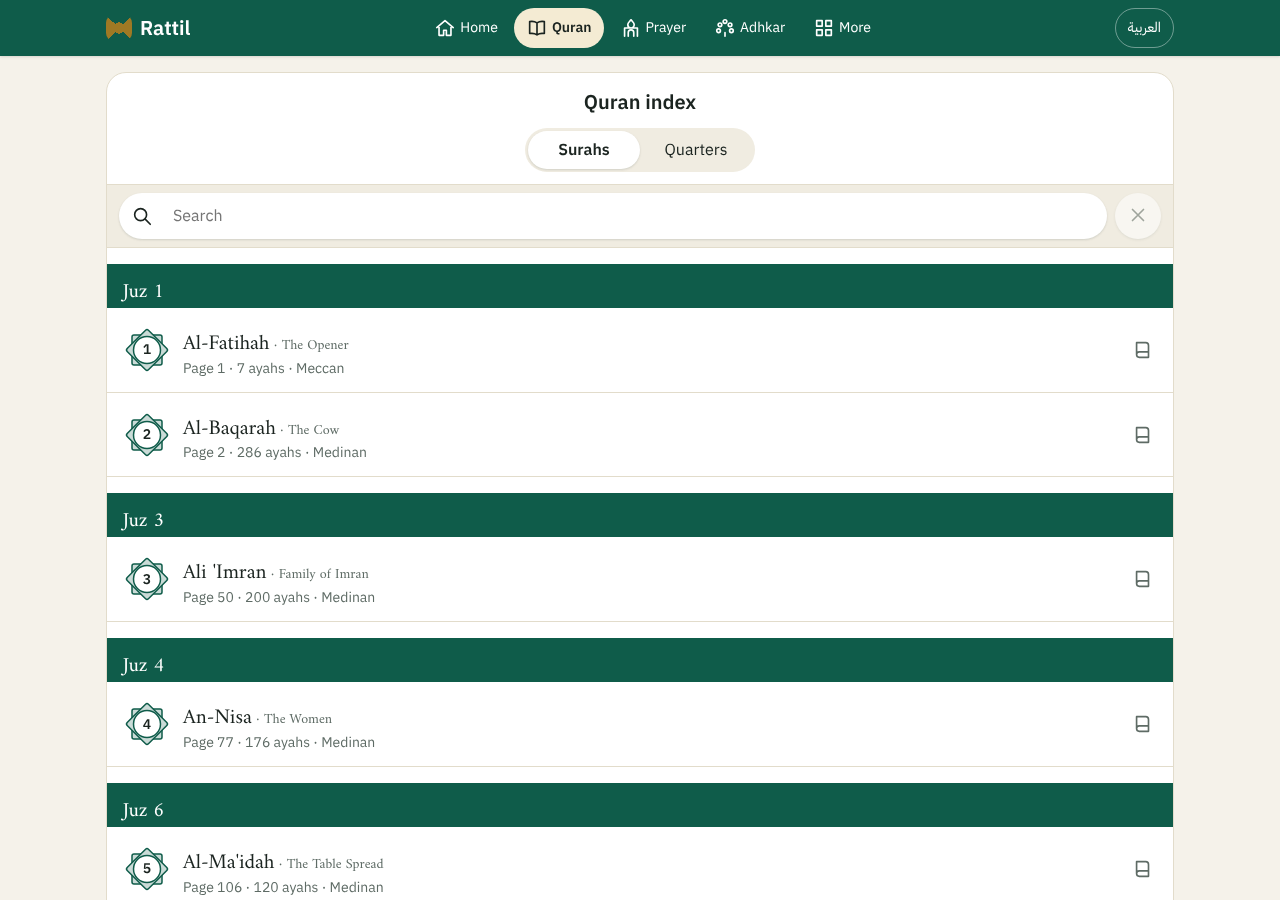 Rattil
Home
Quran
Prayer
Adhkar
More
العربية
Quran index
Surahs
Quarters
Search
Juz 1
1
Al-Fatihah · The Opener
Page 1 · 7 ayahs · Meccan
2
Al-Baqarah · The Cow
Page 2 · 286 ayahs · Medinan
Juz 3
3
Ali 'Imran · Family of Imran
Page 50 · 200 ayahs · Medinan
Juz 4
4
An-Nisa · The Women
Page 77 · 176 ayahs · Medinan
Juz 6
5
Al-Ma'idah · The Table Spread
Page 106 · 120 ayahs · Medinan